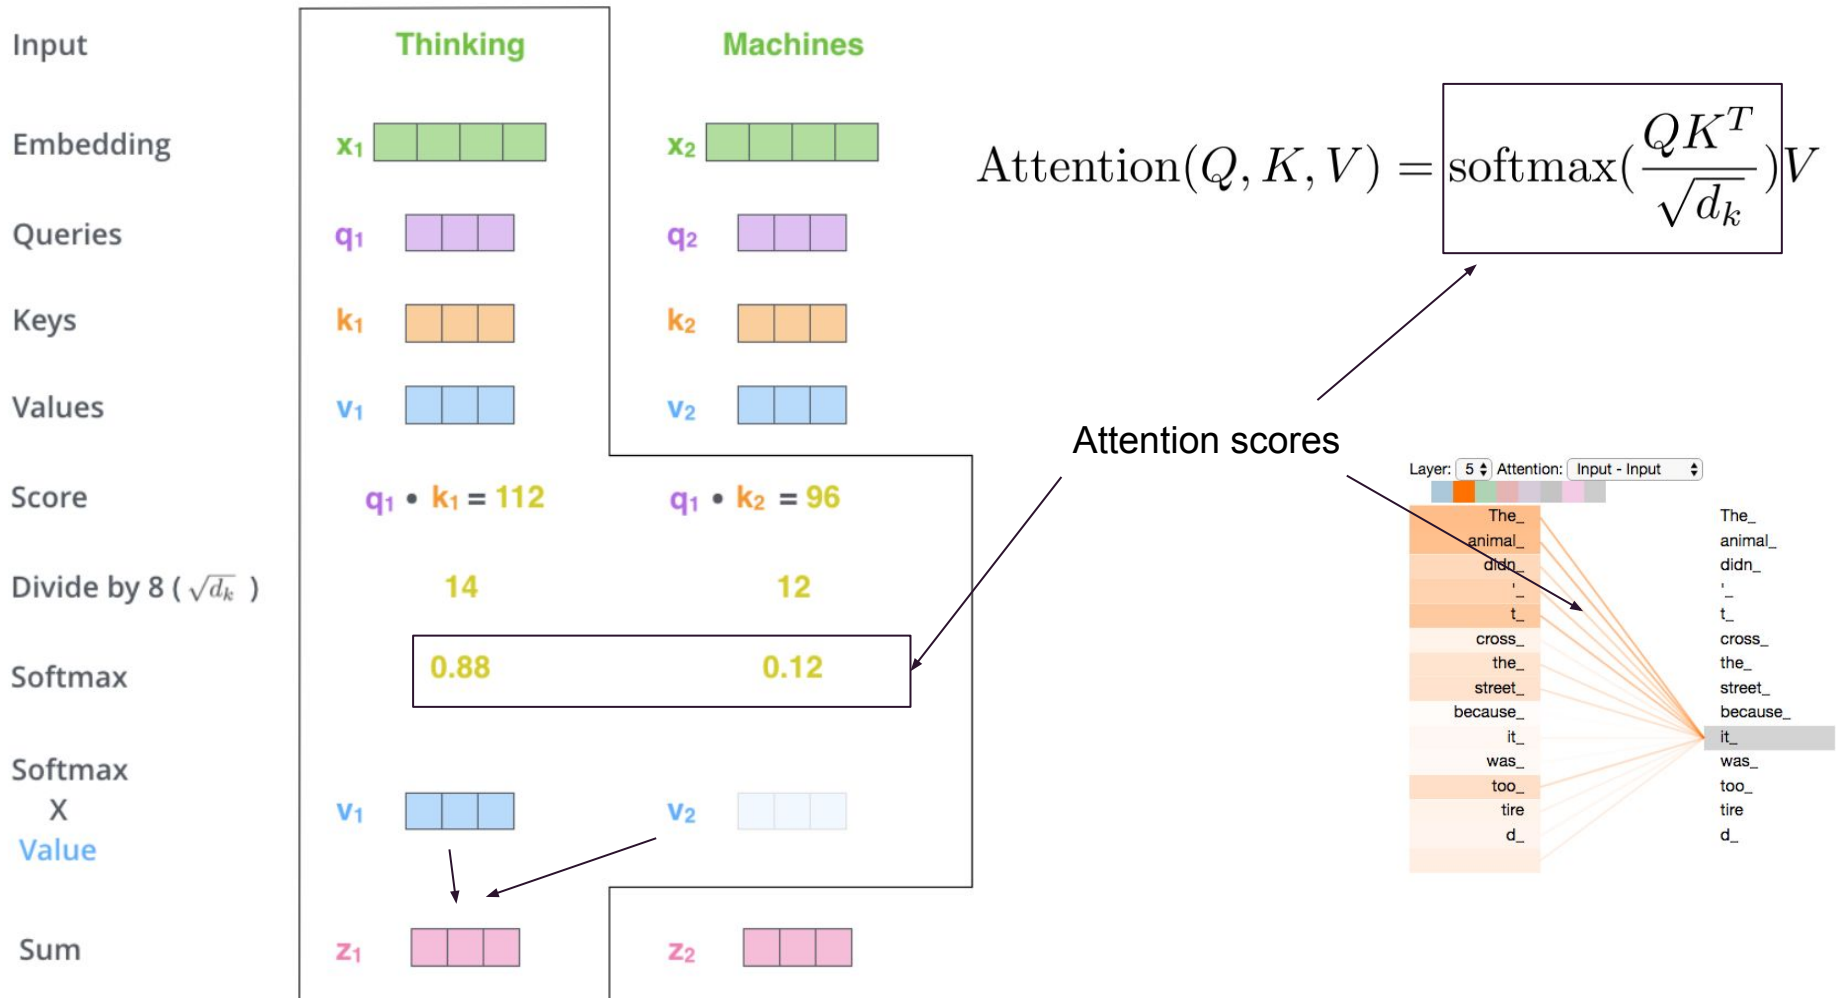 Input Thinking Machines
Embedding x₁ x₂
Attention(Q, K, V) = softmax(QKᵀ/√dₖ)V
Queries q₁ q₂
Keys k₁ k₂
Values v₁ v₂
Attention scores
Score q₁ • k₁ = 112 q₁ • k₂ = 96
Divide by 8 ( √dₖ ) 14 12
Softmax 0.88 0.12
Softmax
X
Value
v₁ v₂
Sum z₁ z₂
Layer: 5 Attention: Input - Input
The_ The_
animal_ animal_
didn_ didn_
'_ '_
t_ t_
cross_ cross_
the_ the_
street_ street_
because_ because_
it_ it_
was_ was_
too_ too_
tire tire
d_ d_